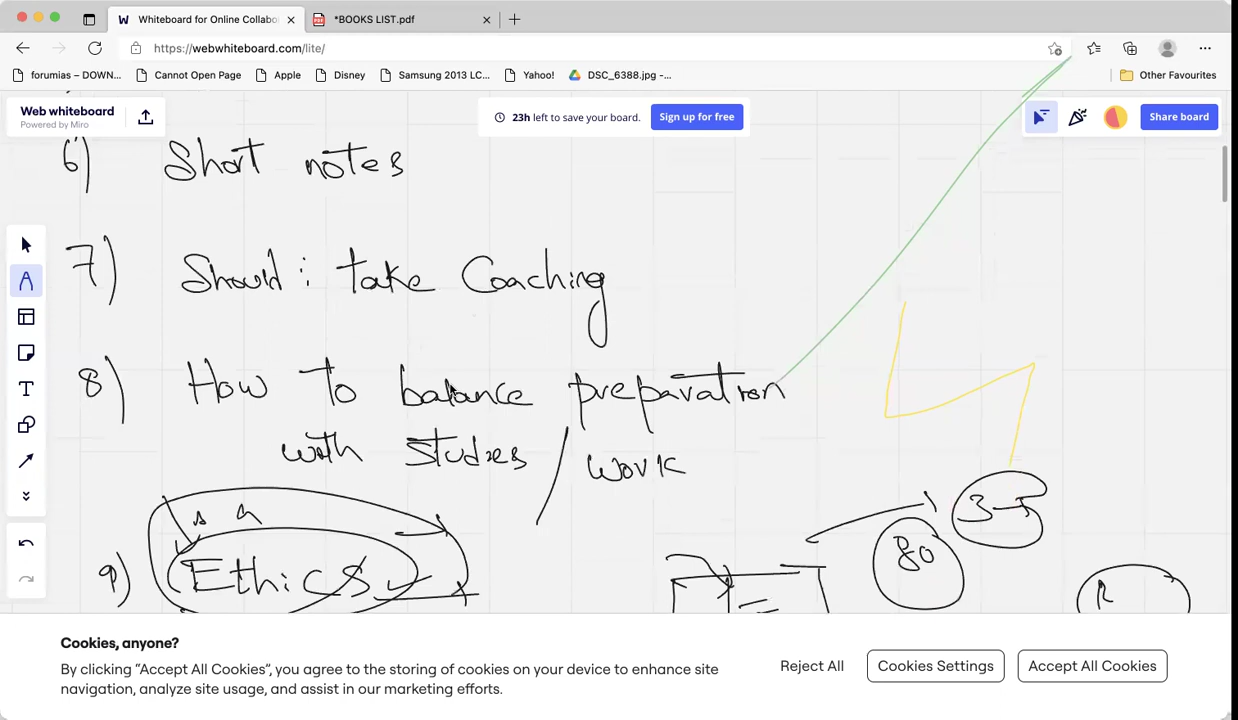 Whiteboard for Online Collabo
*BOOKS LIST.pdf
https://webwhiteboard.com/lite/
forumias – DOWN...
Cannot Open Page
Apple
Disney
Samsung 2013 LC...
Yahoo!
DSC_6388.jpg -...
Other Favourites
Web whiteboard
Powered by Miro
23h left to save your board.
Sign up for free
Share board
6) Short notes
7) Should i take Coaching
8) How to balance preparation
with studies / work
3-5
80
9) Ethics
Cookies, anyone?
By clicking “Accept All Cookies”, you agree to the storing of cookies on your device to enhance site
navigation, analyze site usage, and assist in our marketing efforts.
Reject All
Cookies Settings
Accept All Cookies